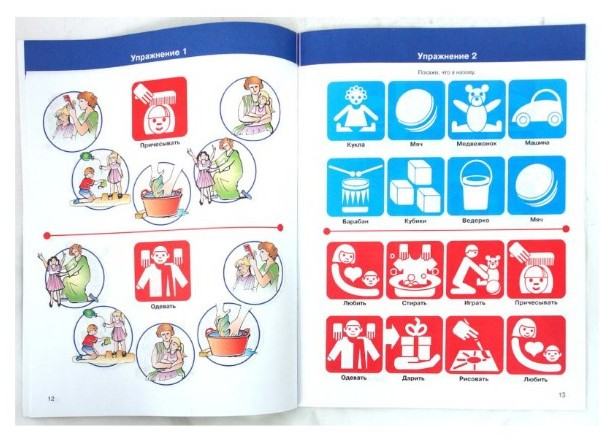 Упражнение 1
Причесывать
Одевать
12
Упражнение 2
Покажи, что я назову.
Кукла Мяч Медвежонок Машина
Барабан Кубики Ведерко Мяч
Любить Стирать Играть Причесывать
Одевать Дарить Рисовать Любить
13